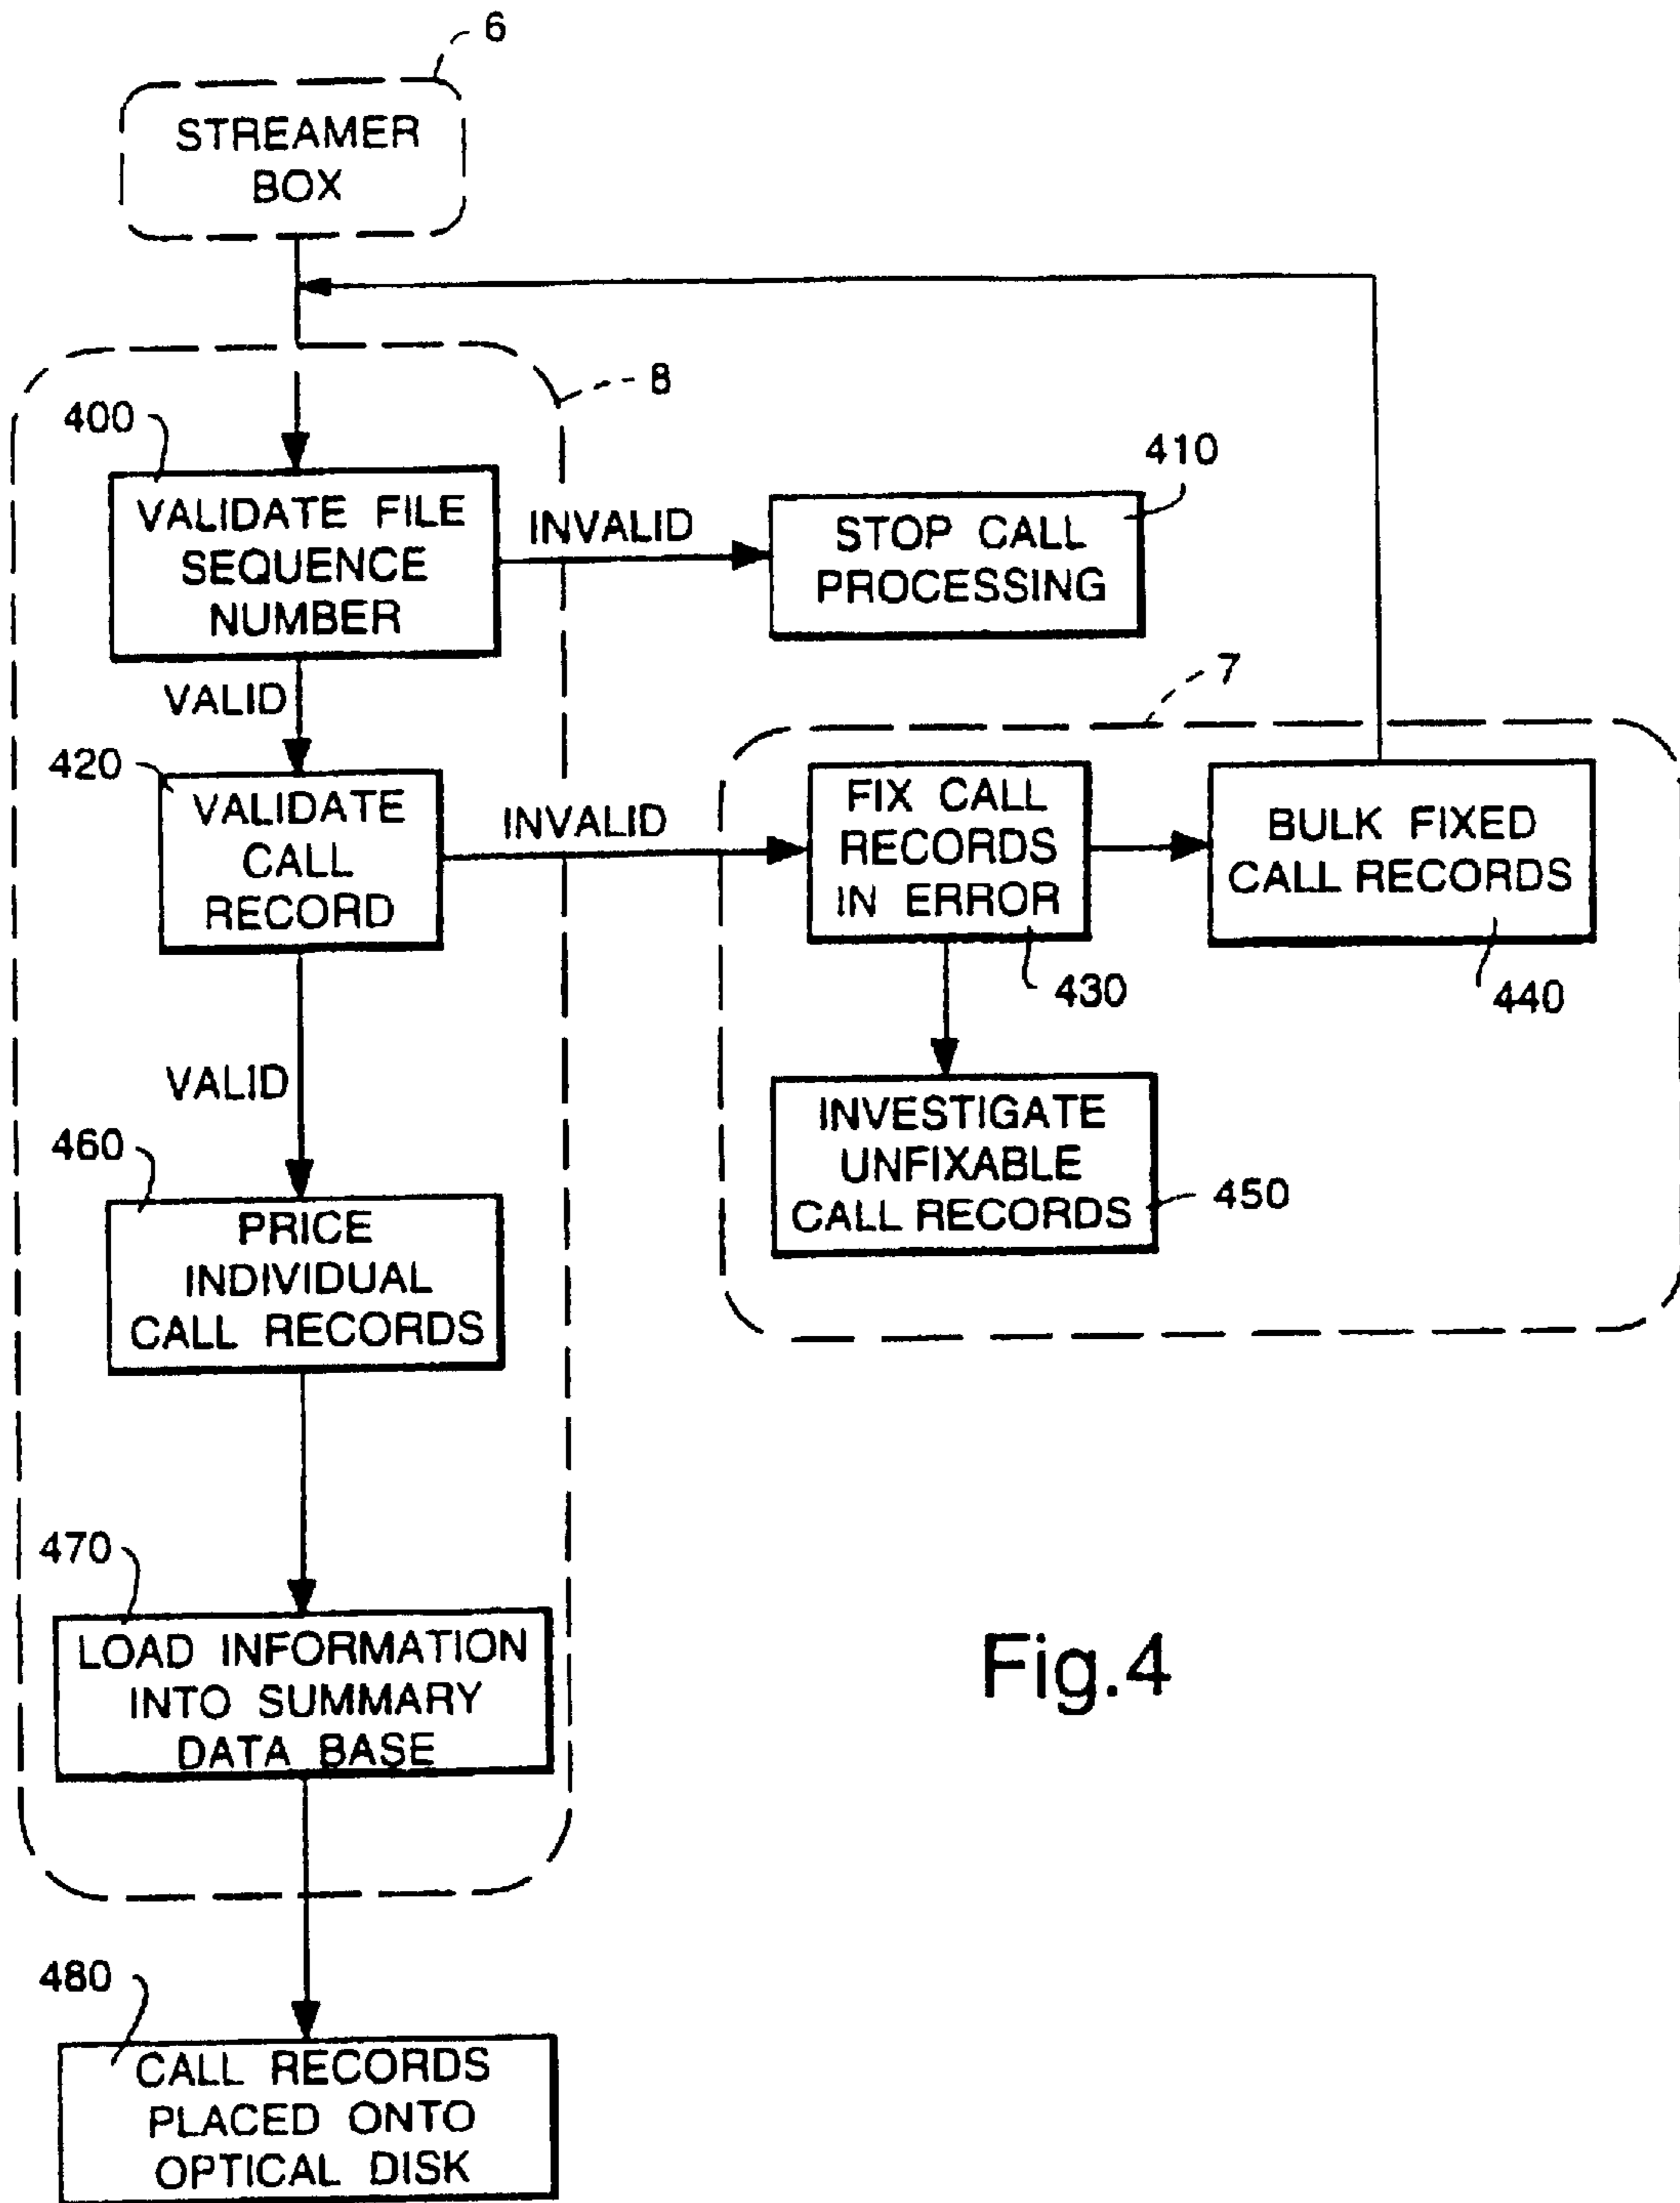 6
STREAMER
BOX
8
400
VALIDATE FILE
SEQUENCE
NUMBER
INVALID
410
STOP CALL
PROCESSING
VALID
7
420
VALIDATE
CALL
RECORD
INVALID
FIX CALL
RECORDS
IN ERROR
430
BULK FIXED
CALL RECORDS
440
VALID
INVESTIGATE
UNFIXABLE
CALL RECORDS
450
460
PRICE
INDIVIDUAL
CALL RECORDS
470
LOAD INFORMATION
INTO SUMMARY
DATA BASE
Fig.4
480
CALL RECORDS
PLACED ONTO
OPTICAL DISK